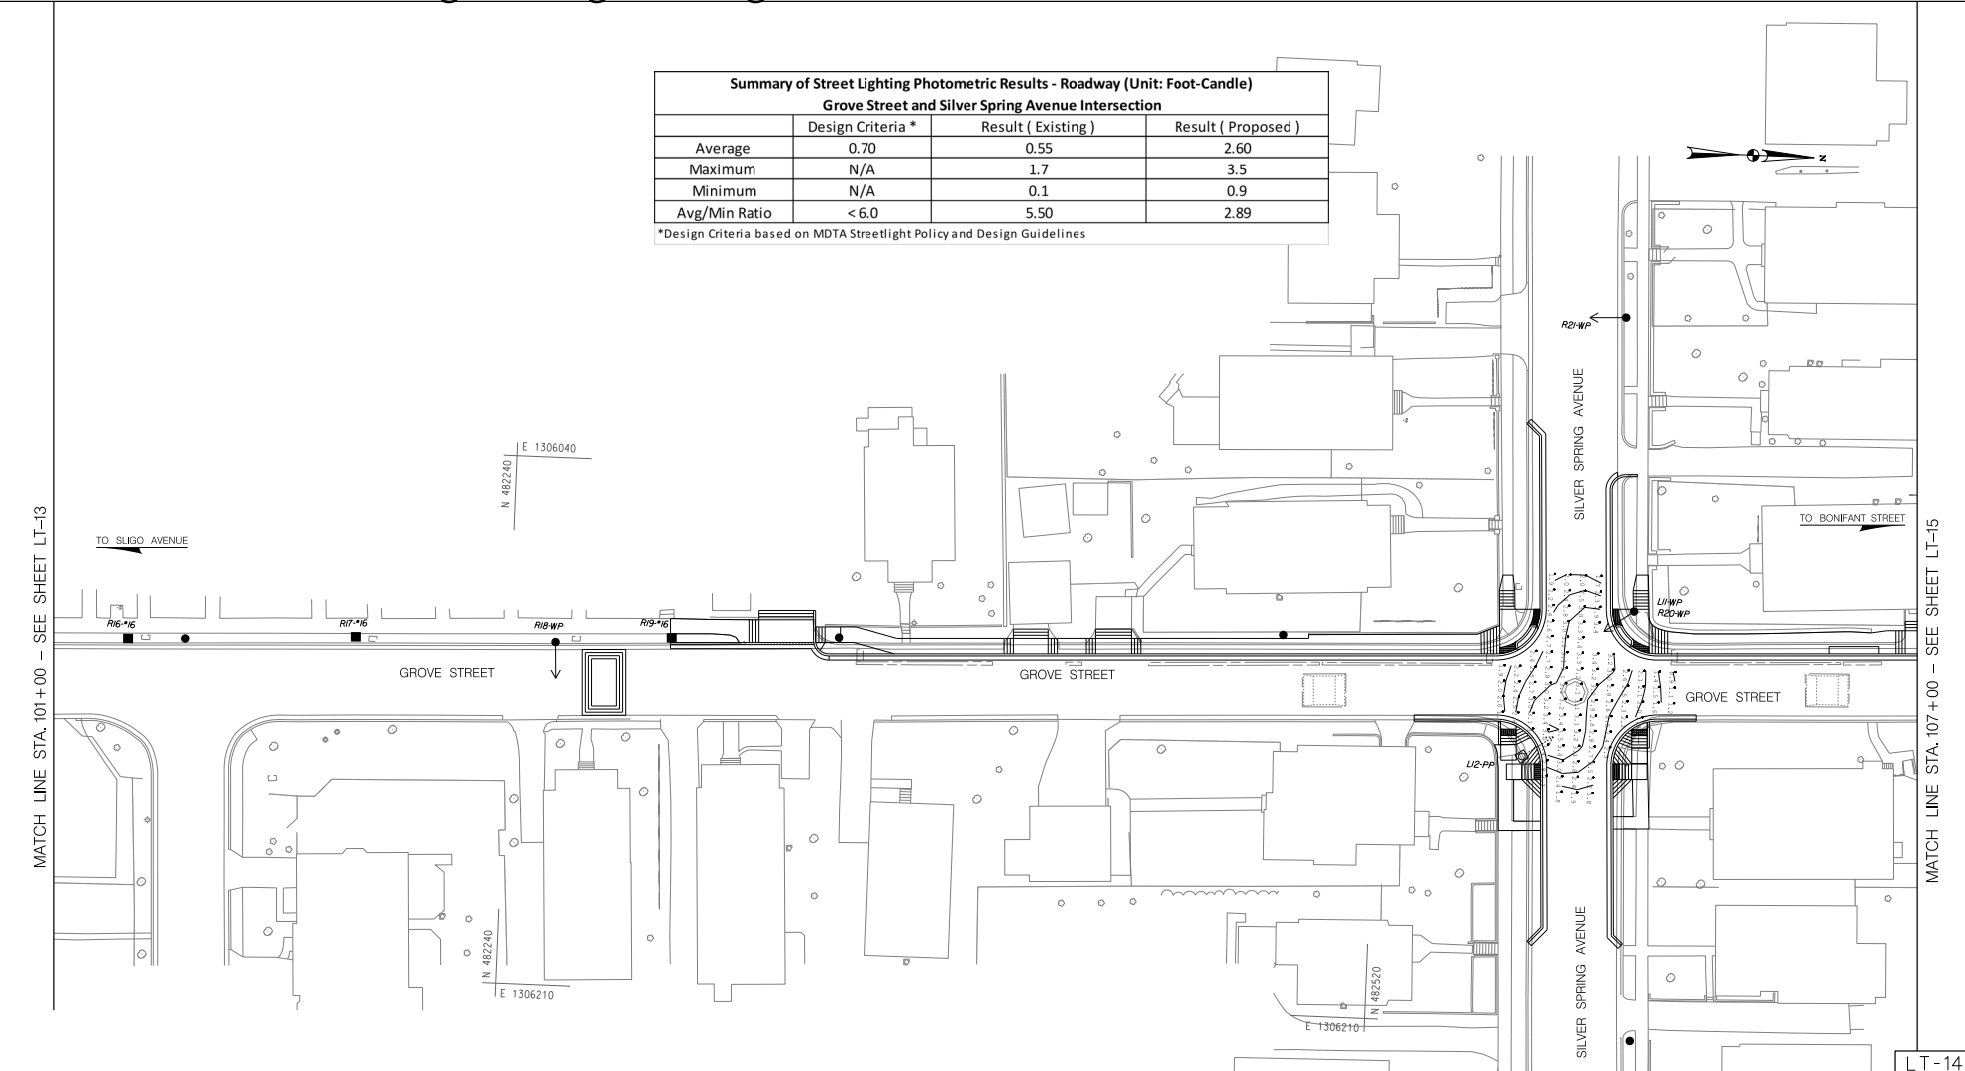 Summary of Street Lighting Photometric Results - Roadway (Unit: Foot-Candle)
Grove Street and Silver Spring Avenue Intersection
Design Criteria * Result ( Existing ) Result ( Proposed )
Average 0.70 0.55 2.60
Maximum N/A 1.7 3.5
Minimum N/A 0.1 0.9
Avg/Min Ratio < 6.0 5.50 2.89
*Design Criteria based on MDTA Streetlight Policy and Design Guidelines
N
R21-WP
SILVER SPRING AVENUE
E 1306040
N 482240
TO SLIGO AVENUE
TO BONIFANT STREET
MATCH LINE STA. 101+00 - SEE SHEET LT-13
MATCH LINE STA. 107+00 - SEE SHEET LT-15
R16-*16
R17-*16
R18-WP
R19-*16
L11-WP
R20-WP
GROVE STREET
GROVE STREET
GROVE STREET
L12-PP
N 482240
E 1306210
N 482520
E 1306210
SILVER SPRING AVENUE
LT-14